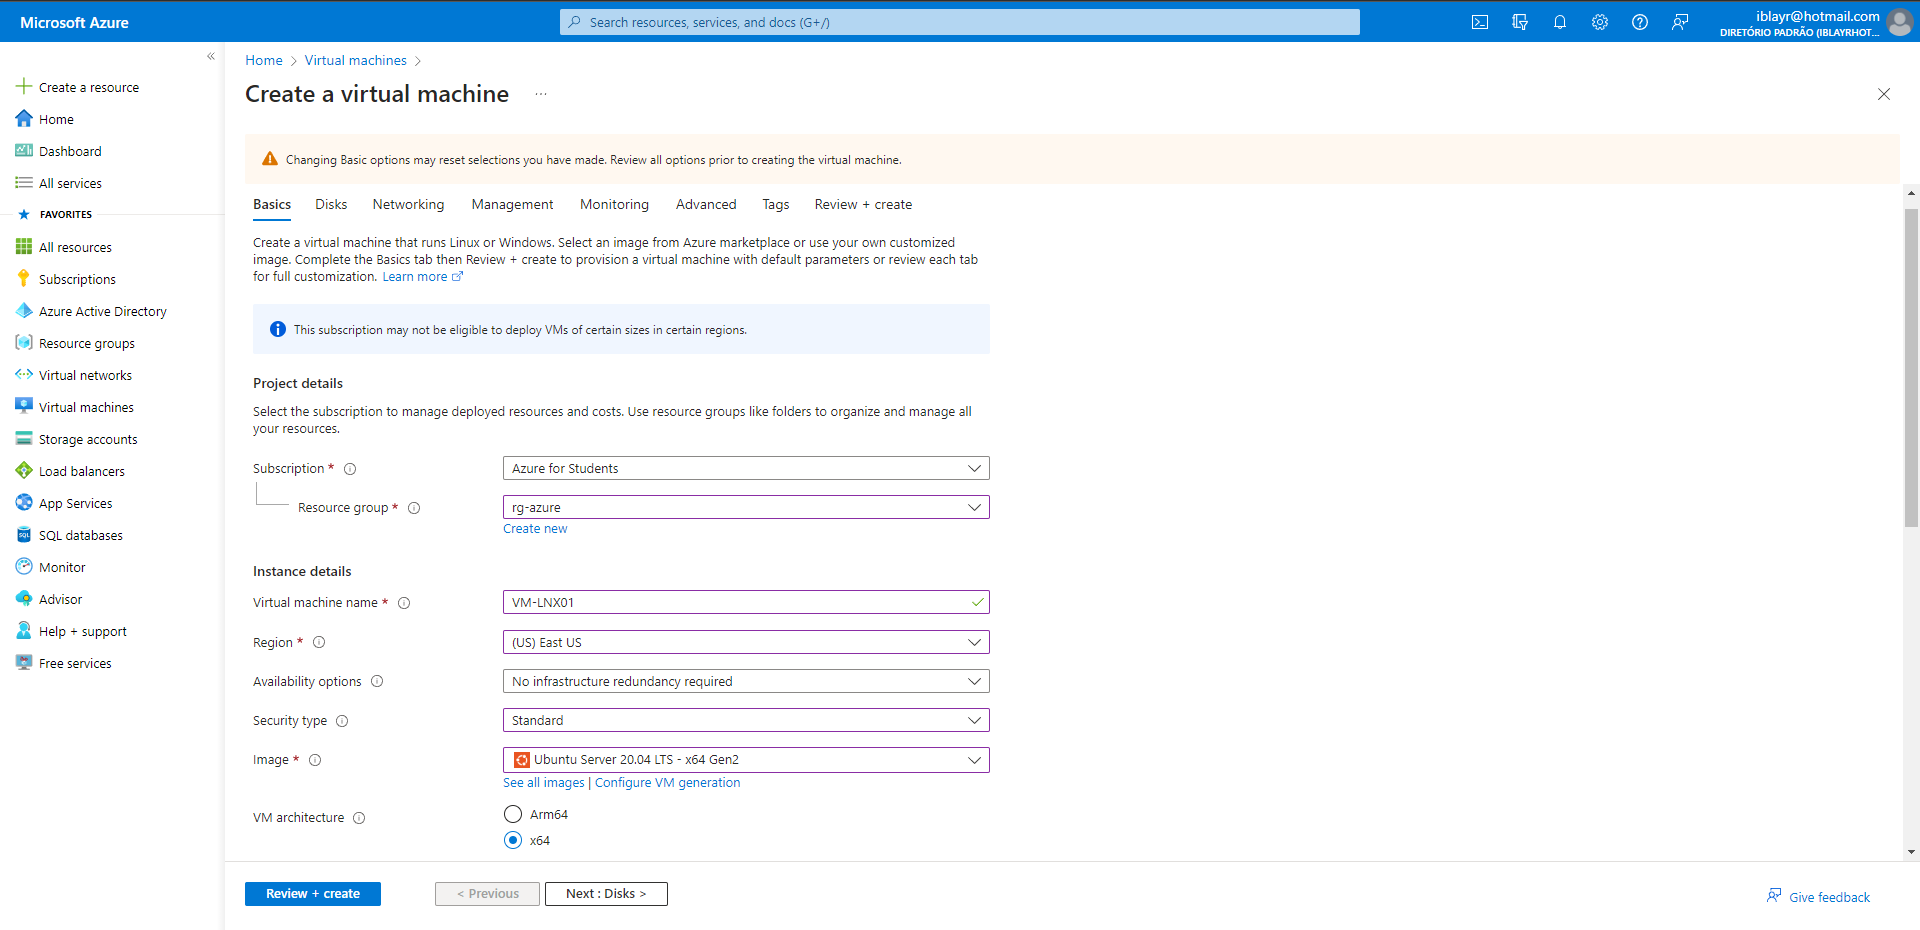 Microsoft Azure
Search resources, services, and docs (G+/)
iblayr@hotmail.com
DIRETÓRIO PADRÃO (IBLAYRHOT...
«
Create a resource
Home
Dashboard
All services
FAVORITES
All resources
Subscriptions
Azure Active Directory
Resource groups
Virtual networks
Virtual machines
Storage accounts
Load balancers
App Services
SQL databases
Monitor
Advisor
Help + support
Free services
Home > Virtual machines >
Create a virtual machine ...
Changing Basic options may reset selections you have made. Review all options prior to creating the virtual machine.
Basics Disks Networking Management Monitoring Advanced Tags Review + create
Create a virtual machine that runs Linux or Windows. Select an image from Azure marketplace or use your own customized
image. Complete the Basics tab then Review + create to provision a virtual machine with default parameters or review each tab
for full customization. Learn more
This subscription may not be eligible to deploy VMs of certain sizes in certain regions.
Project details
Select the subscription to manage deployed resources and costs. Use resource groups like folders to organize and manage all
your resources.
Subscription * Azure for Students
Resource group * rg-azure
Create new
Instance details
Virtual machine name * VM-LNX01
Region * (US) East US
Availability options No infrastructure redundancy required
Security type Standard
Image * Ubuntu Server 20.04 LTS - x64 Gen2
See all images | Configure VM generation
VM architecture Arm64
x64
Review + create < Previous Next : Disks >
Give feedback